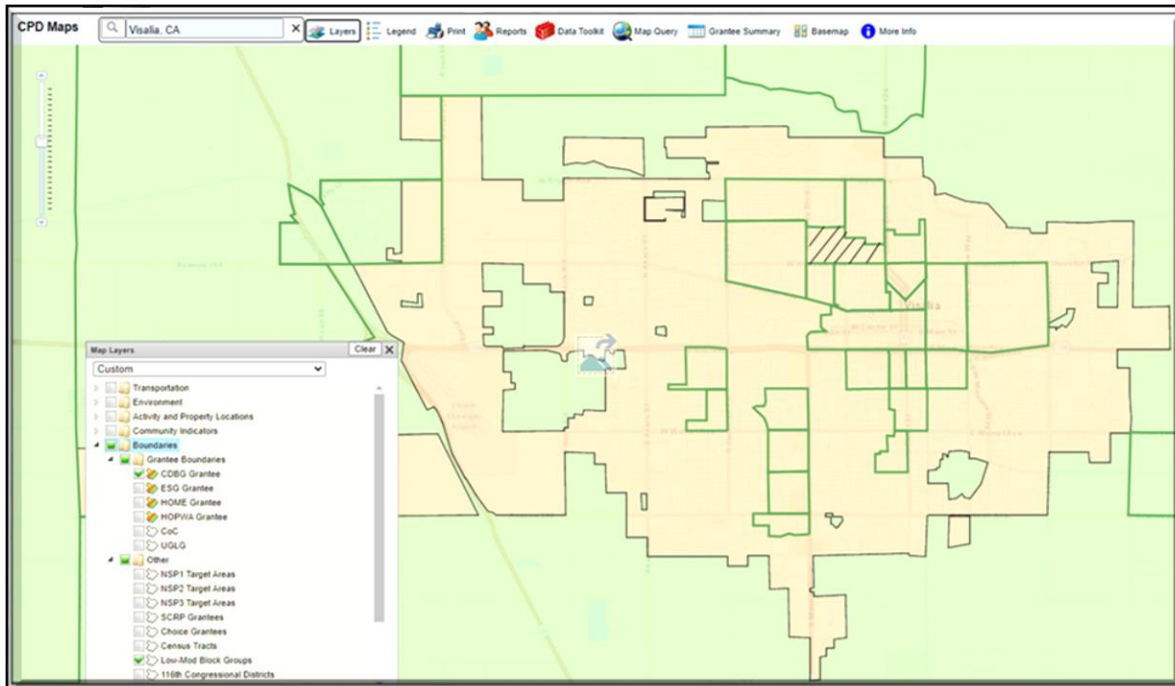 CPD Maps
Visalia, CA
Layers
Legend
Print
Reports
Data Toolkit
Map Query
Grantee Summary
Basemap
More Info
Visalia
Map Layers
Clear
Custom
Transportation
Environment
Activity and Property Locations
Community Indicators
Boundaries
Grantee Boundaries
CDBG Grantee
ESG Grantee
HOME Grantee
HOPWA Grantee
CoC
UGLG
Other
NSP1 Target Areas
NSP2 Target Areas
NSP3 Target Areas
SCRP Grantees
Choice Grantees
Census Tracts
Low-Mod Block Groups
116th Congressional Districts